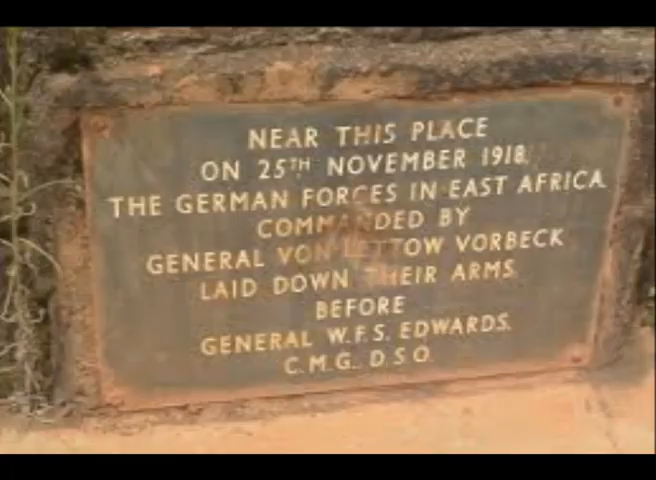 NEAR THIS PLACE
ON 25TH NOVEMBER 1918,
THE GERMAN FORCES IN EAST AFRICA
COMMANDED BY
GENERAL VON LETTOW VORBECK
LAID DOWN THEIR ARMS
BEFORE
GENERAL W.F.S. EDWARDS.
C.M.G. D.S.O.